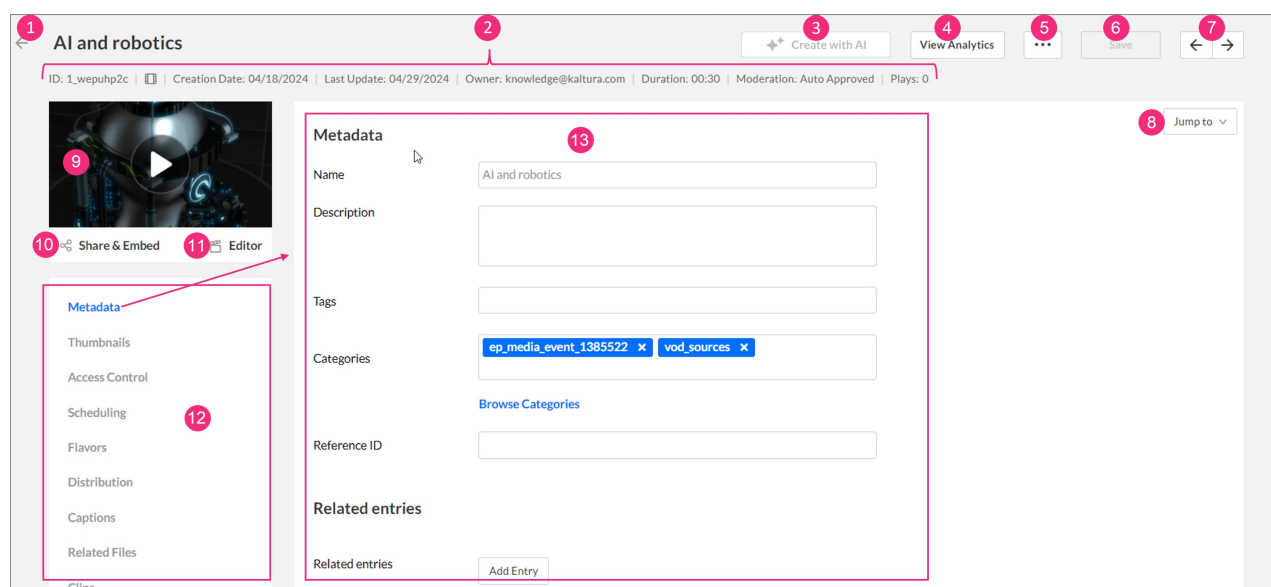 1
2
3
4
5
6
7
AI and robotics
Create with AI
View Analytics
Save
ID: 1_wepuhp2c | Creation Date: 04/18/2024 | Last Update: 04/29/2024 | Owner: knowledge@kaltura.com | Duration: 00:30 | Moderation: Auto Approved | Plays: 0
8
Jump to
9
10
Share & Embed
11
Editor
12
Metadata
Thumbnails
Access Control
Scheduling
Flavors
Distribution
Captions
Related Files
13
Metadata
Name
AI and robotics
Description
Tags
Categories
ep_media_event_1385522 vod_sources
Browse Categories
Reference ID
Related entries
Related entries
Add Entry